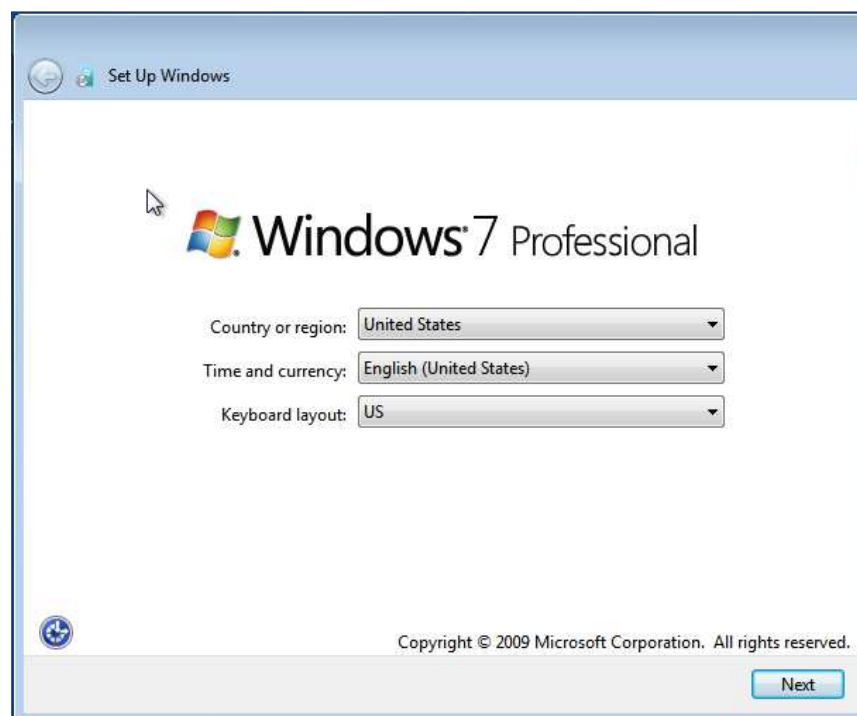 Set Up Windows
Windows 7 Professional
Country or region: United States
Time and currency: English (United States)
Keyboard layout: US
Copyright © 2009 Microsoft Corporation. All rights reserved.
Next